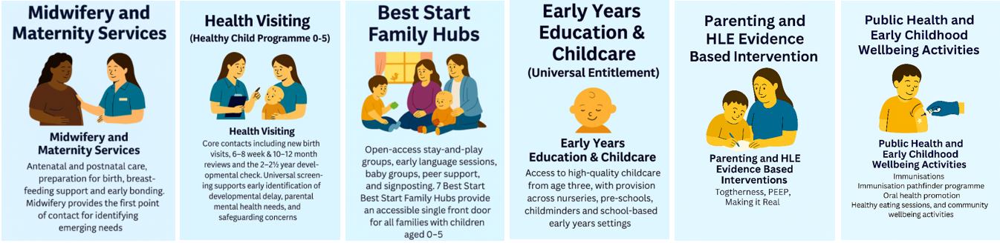 Midwifery and
Maternity Services
Midwifery and
Maternity Services
Antenatal and postnatal care,
preparation for birth, breast-
feeding support and early bonding.
Midwifery provides the first point
of contact for identifying
emerging needs
Health Visiting
(Healthy Child Programme 0-5)
Health Visiting
Core contacts including new birth
visits, 6–8 week & 10–12 month
reviews and the 2–2½ year devel-
opmental check. Universal screen-
ing supports early identification of
developmental delay, parental
mental health needs, and
safeguarding concerns
Best Start
Family Hubs
Open-access stay-and-play
groups, early language sessions,
baby groups, peer support,
and signposting. 7 Best Start
Best Start Family Hubs provide
an accessible single front door
for all families with children
aged 0–5
Early Years
Education &
Childcare
(Universal Entitlement)
Early Years
Education & Childcare
Access to high-quality childcare
from age three, with provision
across nurseries, pre-schools,
childminders and school-based
early years settings
Parenting and
HLE Evidence
Based Intervention
Parenting and HLE
Evidence Based
Interventions
Togtherness, PEEP,
Making it Real
Public Health and
Early Childhood
Wellbeing Activities
Public Health and
Early Childhood
Wellbeing Activities
Immunisations
Immunisation pathfinder programme
Oral health promotion
Healthy eating sessions, and community
wellbeing activities